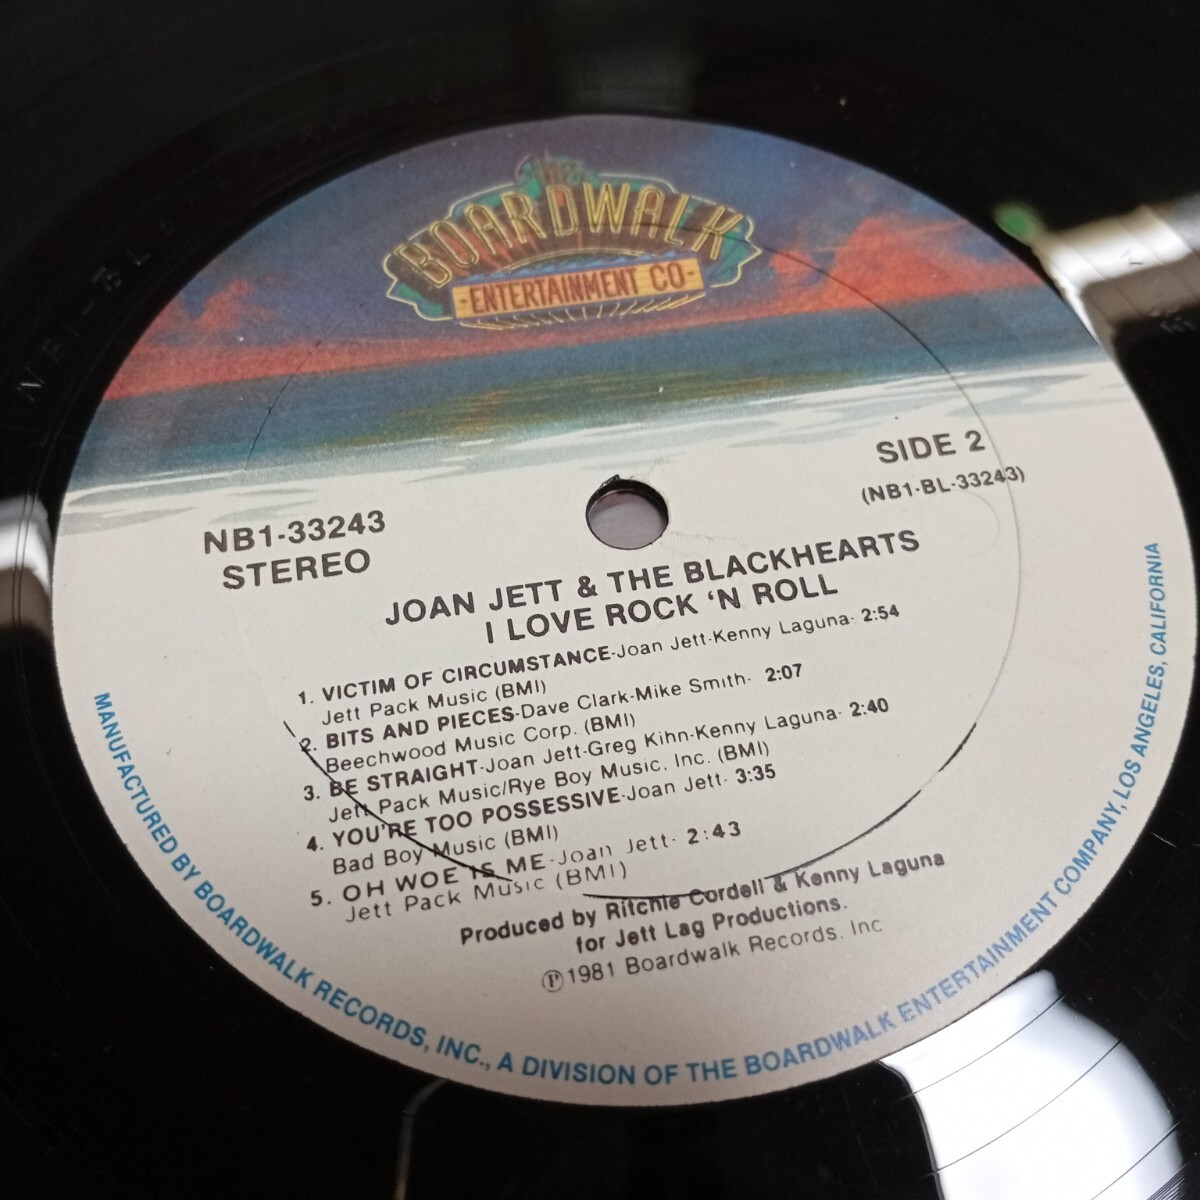 BOARDWALK
·ENTERTAINMENT CO·
SIDE 2
(NB1-BL-33243)
NB1-33243
STEREO
JOAN JETT & THE BLACKHEARTS
I LOVE ROCK 'N ROLL
1. VICTIM OF CIRCUMSTANCE-Joan Jett-Kenny Laguna- 2:54
Jett Pack Music (BMI)
2. BITS AND PIECES-Dave Clark-Mike Smith- 2:07
Beechwood Music Corp. (BMI)
3. BE STRAIGHT-Joan Jett-Greg Kihn-Kenny Laguna- 2:40
Jett Pack Music/Rye Boy Music, Inc. (BMI)
4. YOU'RE TOO POSSESSIVE-Joan Jett- 3:35
Bad Boy Music (BMI)
5. OH WOE IS ME-Joan Jett- 2:43
Jett Pack Music (BMI)
Produced by Ritchie Cordell & Kenny Laguna
for Jett Lag Productions.
Ⓟ1981 Boardwalk Records, Inc
MANUFACTURED BY BOARDWALK RECORDS, INC., A DIVISION OF THE BOARDWALK ENTERTAINMENT COMPANY, LOS ANGELES, CALIFORNIA